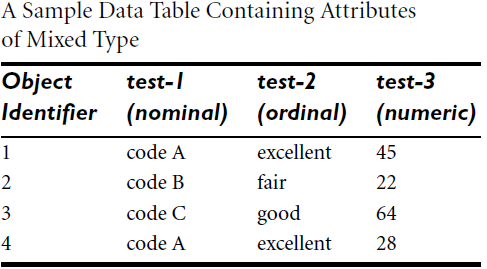 A Sample Data Table Containing Attributes
of Mixed Type
Object test-1 test-2 test-3
Identifier (nominal) (ordinal) (numeric)
1 code A excellent 45
2 code B fair 22
3 code C good 64
4 code A excellent 28